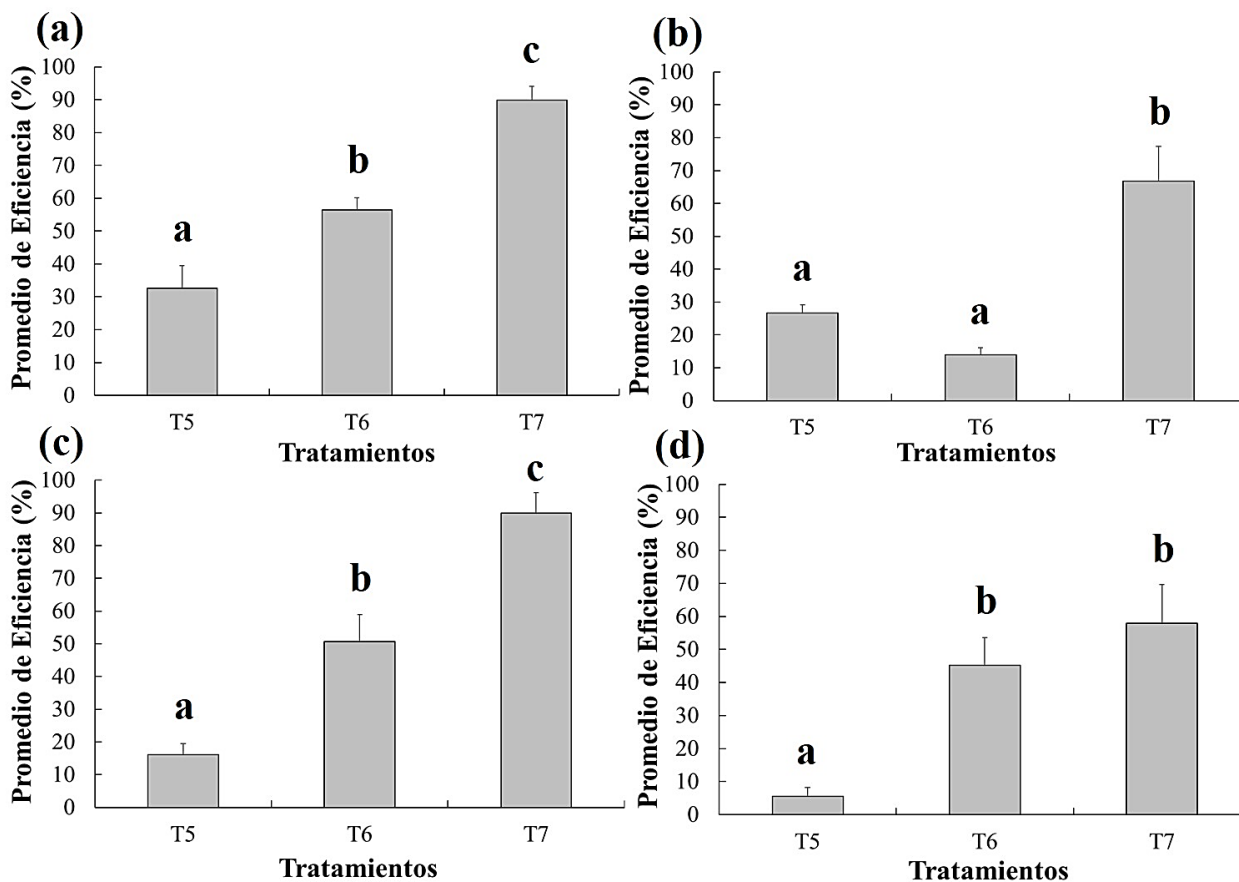 (a)
Promedio de Eficiencia (%)
100
90
80
70
60
50
40
30
20
10
0
a
b
c
T5
T6
T7
Tratamientos
(b)
Promedio de Eficiencia (%)
100
90
80
70
60
50
40
30
20
10
0
a
a
b
T5
T6
T7
Tratamientos
(c)
Promedio de Eficiencia (%)
100
90
80
70
60
50
40
30
20
10
0
a
b
c
T5
T6
T7
Tratamientos
(d)
Promedio de Eficiencia (%)
100
90
80
70
60
50
40
30
20
10
0
a
b
b
T5
T6
T7
Tratamientos